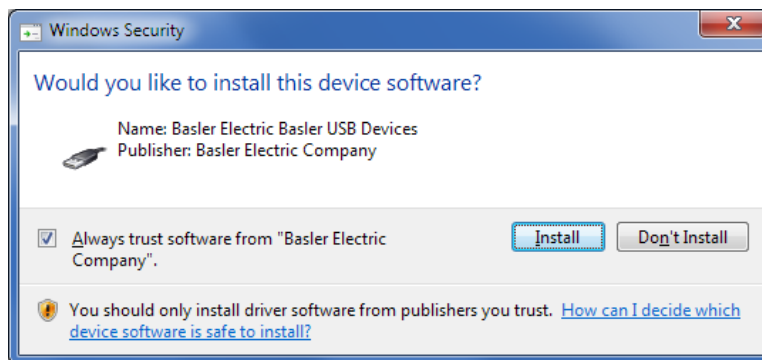 Windows Security
Would you like to install this device software?
Name: Basler Electric Basler USB Devices
Publisher: Basler Electric Company
Always trust software from "Basler Electric
Company".
Install
Don't Install
You should only install driver software from publishers you trust. How can I decide which
device software is safe to install?